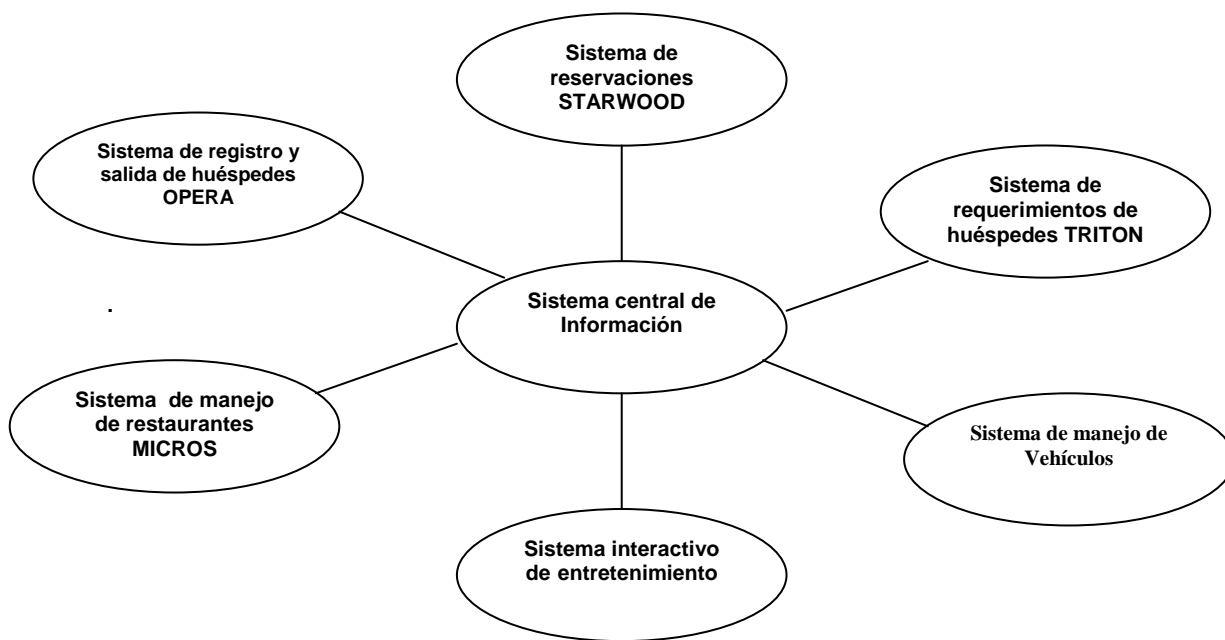 Sistema de
reservaciones
STARWOOD
Sistema de registro y
salida de huéspedes
OPERA
Sistema de
requerimientos de
huéspedes TRITON
Sistema central de
Información
.
Sistema de manejo
de restaurantes
MICROS
Sistema de manejo de
Vehículos
Sistema interactivo
de entretenimiento